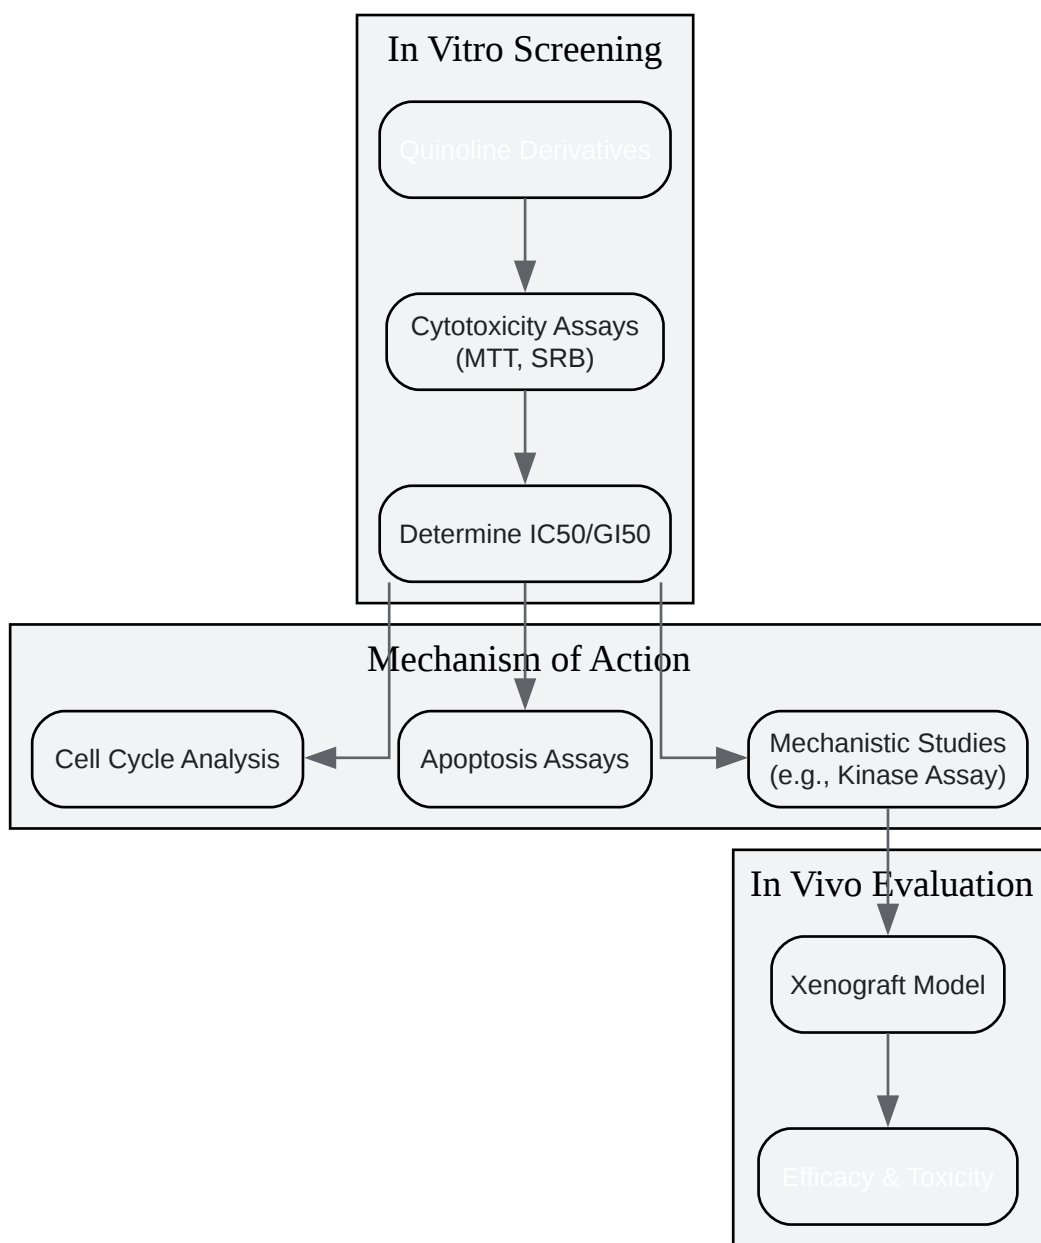 In Vitro Screening
Quinoline Derivatives
Cytotoxicity Assays
(MTT, SRB)
Determine IC50/GI50
Mechanism of Action
Cell Cycle Analysis
Apoptosis Assays
Mechanistic Studies
(e.g., Kinase Assay)
In Vivo Evaluation
Xenograft Model
Efficacy & Toxicity